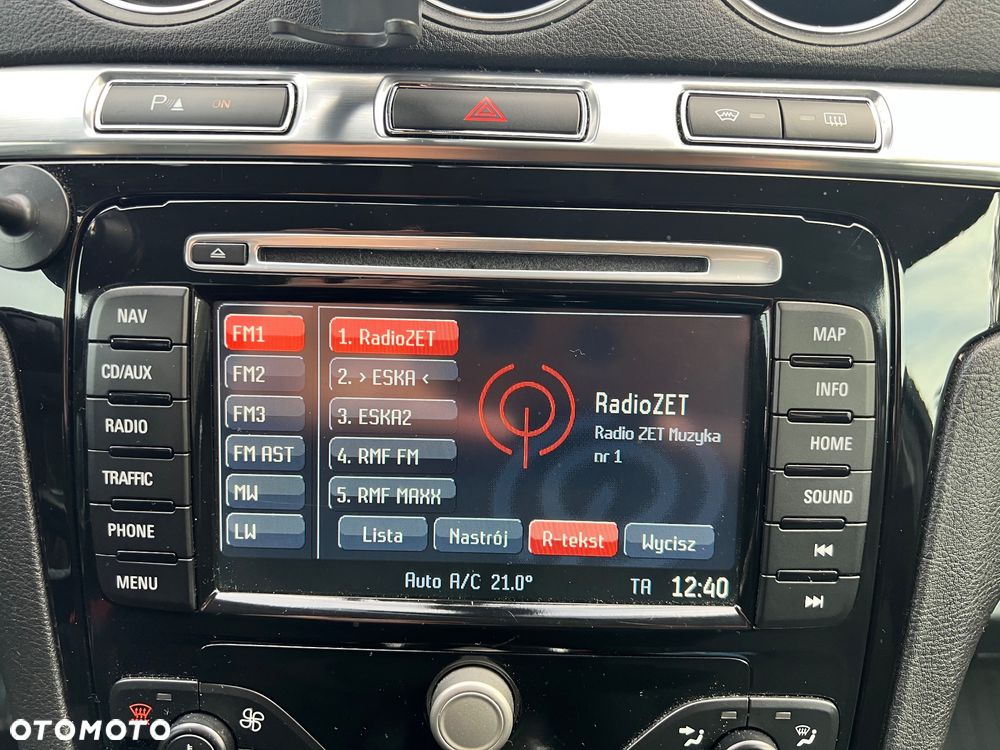 P ON
NAV
CD/AUX
RADIO
TRAFFIC
PHONE
MENU
FM1
FM2
FM3
FM AST
MW
LW
1. RadioZET
2. > ESKA <
3. ESKA2
4. RMF FM
5. RMF MAXX
RadioZET
Radio ZET Muzyka
nr 1
Lista
Nastrój
R-tekst
Wycisz
Auto A/C 21.0°
TA 12:40
MAP
INFO
HOME
SOUND
OTOMOTO